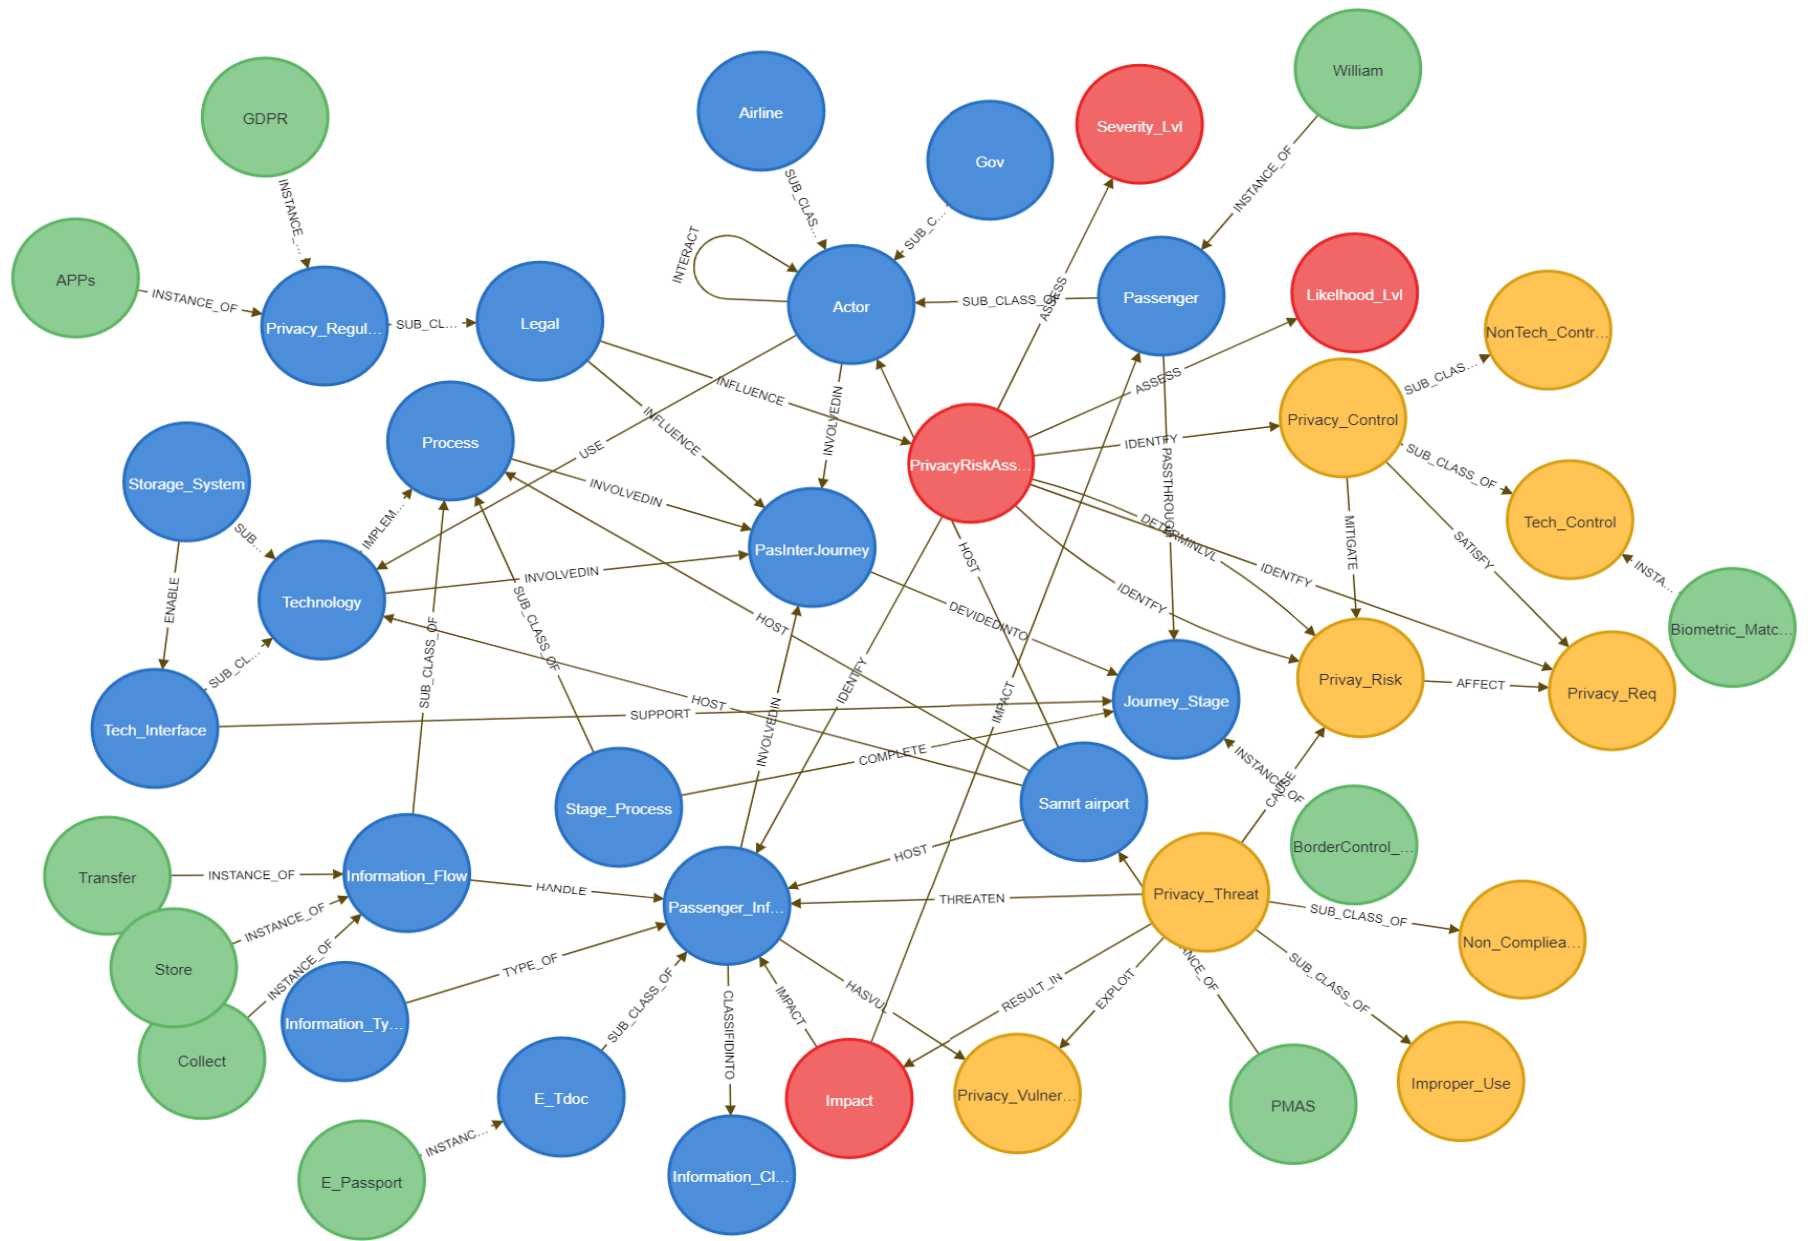 William
Airline
Severity_Lvl
GDPR
Gov
INSTANCE_OF
SUB_CLAS...
INSTANCE_...
SUB_C...
INTERACT
APPs
INSTANCE_OF
Privacy_Regul...
SUB_CL...
Legal
Actor
SUB_CLASS_OF
Passenger
ASSESS
Likelhood_Lvl
NonTech_Contr...
ASSESS
SUB_CLAS...
INFLUENCE
INVOLVEDIN
Privacy_Control
INFLUENCE
Process
USE
IDENTFY
PrivacyRiskAss...
PASSTHROUGH
SUB_CLASS_OF
Storage_System
INVOLVEDIN
IMPLEM...
Tech_Control
SUB...
PasInterJourney
HOST
DETERMINLVL
MITIGATE
SATISFY
INSTA...
ENABLE
Technology
INVOLVEDIN
IDENTFY
IDENTFY
SUB_CLASS_OF
HOST
DEVIDEDINTO
Biometric_Matc...
SUB_CL...
SUB_CLASS_OF
IDENTIFY
Privay_Risk
AFFECT
Privacy_Req
Tech_Interface
SUPPORT
HOST
IMPACT
Journey_Stage
INVOLVEDIN
COMPLETE
INSTANCE_OF
CAUSE
Stage_Process
Samrt airport
BorderControl_...
HOST
Transfer
INSTANCE_OF
Information_Flow
HANDLE
Passenger_Inf...
THREATEN
Privacy_Threat
SUB_CLASS_OF
INSTANCE_OF
Non_Compliea...
Store
INSTANCE_OF
TYPE_OF
HASVUL
RESULT_IN
EXPLOIT
NCE_OF
SUB_CLASS_OF
Information_Ty...
SUB_CLASS_OF
CLASSIFIDINTO
IMPACT
Collect
E_Tdoc
Impact
Privacy_Vulner...
PMAS
Improper_Use
INSTANC...
E_Passport
Information_Cl...